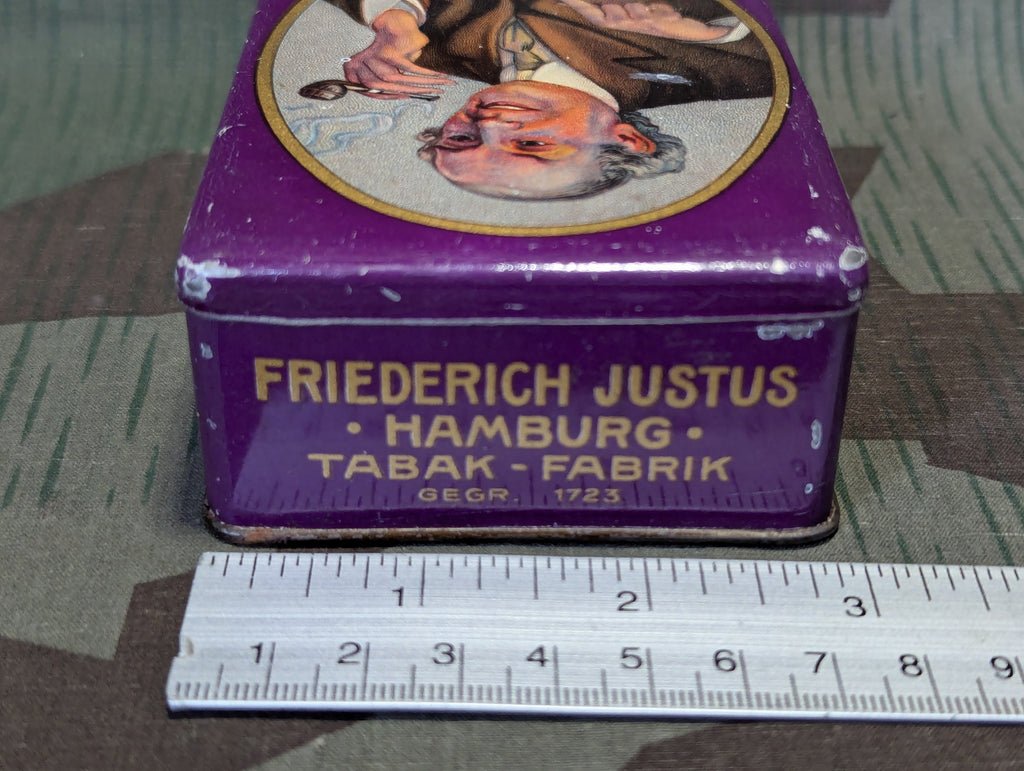 FRIEDERICH JUSTUS
• HAMBURG •
TABAK - FABRIK
GEGR. 1723
1 2 3
1 2 3 4 5 6 7 8 9